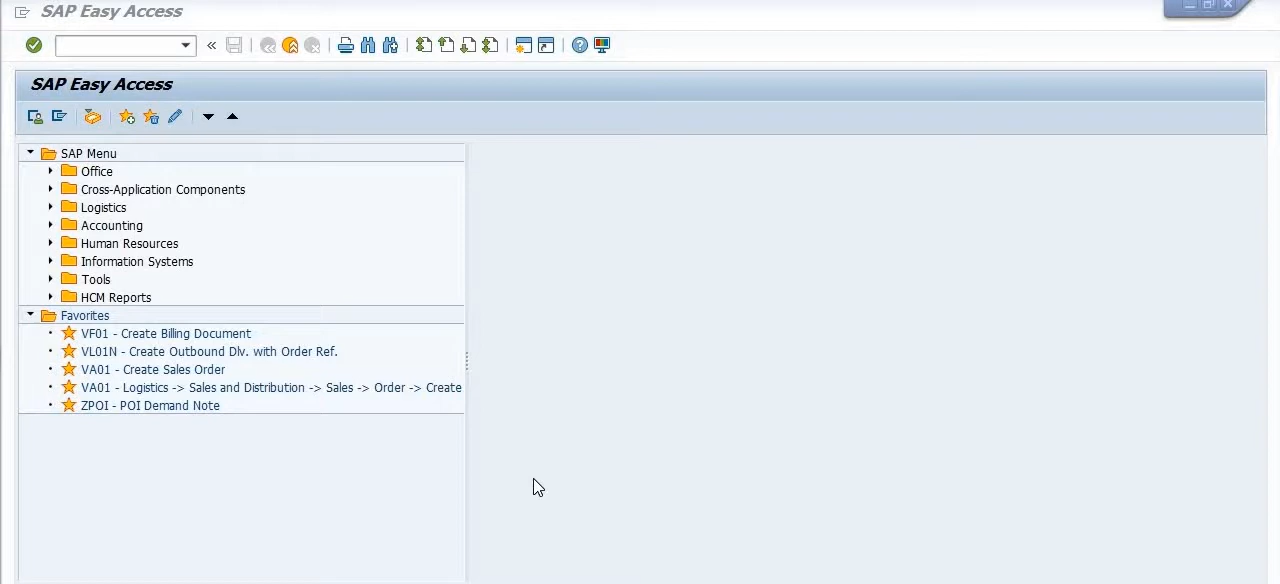 SAP Easy Access
SAP Easy Access
SAP Menu
Office
Cross-Application Components
Logistics
Accounting
Human Resources
Information Systems
Tools
HCM Reports
Favorites
VF01 - Create Billing Document
VL01N - Create Outbound Dlv. with Order Ref.
VA01 - Create Sales Order
VA01 - Logistics -> Sales and Distribution -> Sales -> Order -> Create
ZPOI - POI Demand Note